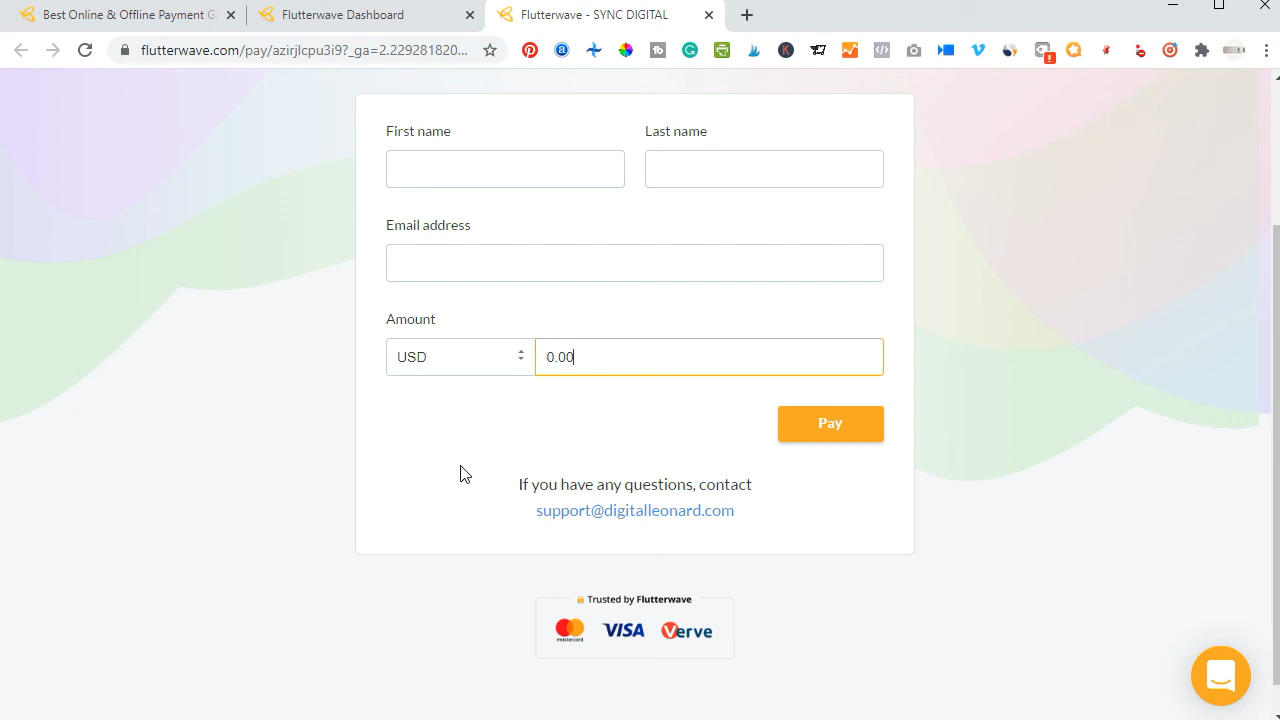 Best Online & Offline Payment Ga
Flutterwave Dashboard
Flutterwave - SYNC DIGITAL
flutterwave.com/pay/azirjlcpu3i9?_ga=2.229281820...
First name
Last name
Email address
Amount
USD
0.00
Pay
If you have any questions, contact
support@digitalleonard.com
Trusted by Flutterwave
mastercard
VISA
Verve